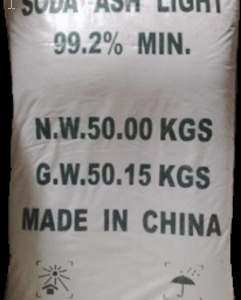 SODA ASH LIGHT
99.2% MIN.
N.W.50.00 KGS
G.W.50.15 KGS
MADE IN CHINA